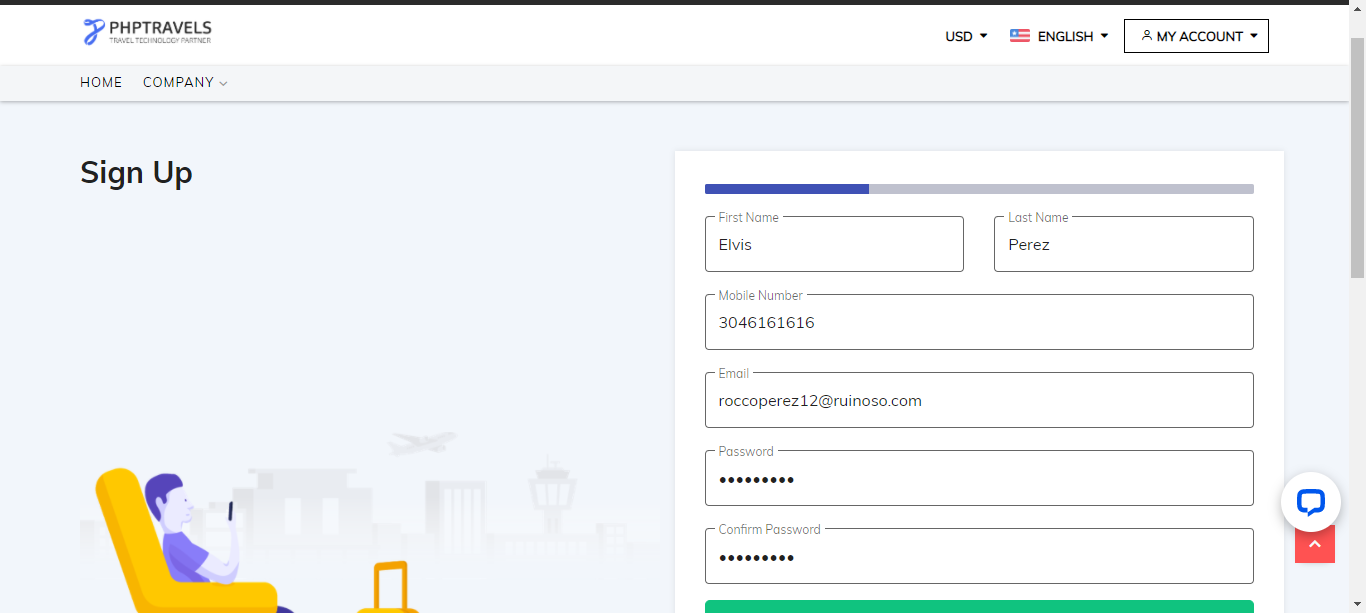 PHPTRAVELS
TRAVEL TECHNOLOGY PARTNER
USD ENGLISH MY ACCOUNT
HOME COMPANY
Sign Up
First Name Last Name
Elvis Perez
Mobile Number
3046161616
Email
roccoperez12@ruinoso.com
Password
•••••••••
Confirm Password
•••••••••